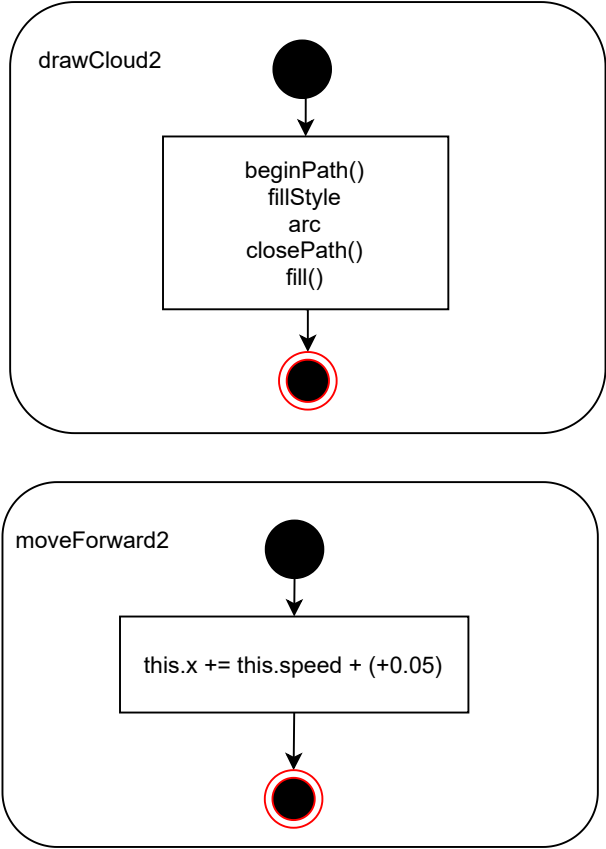 drawCloud2
beginPath()
fillStyle
arc
closePath()
fill()
moveForward2
this.x += this.speed + (+0.05)